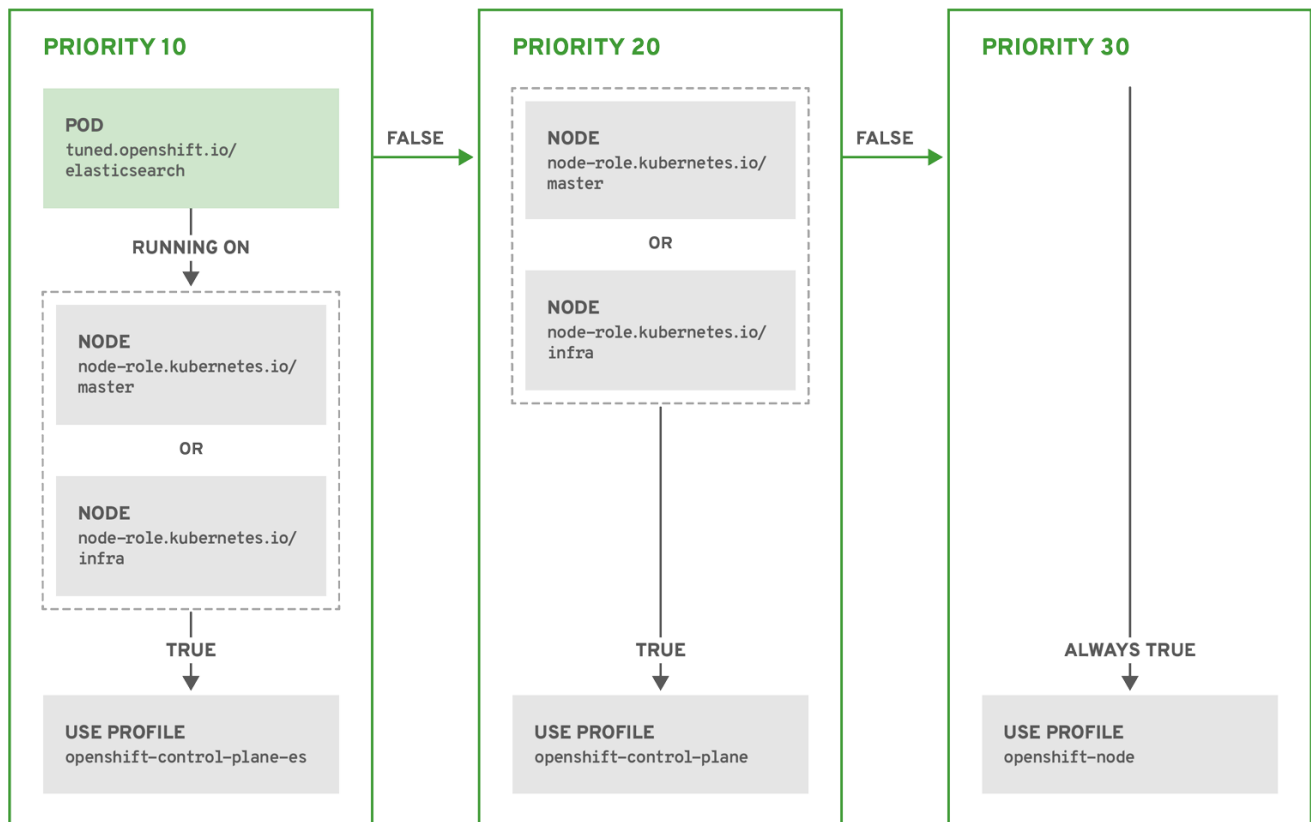 PRIORITY 10
POD
tuned.openshift.io/
elasticsearch
RUNNING ON
NODE
node-role.kubernetes.io/
master
OR
NODE
node-role.kubernetes.io/
infra
TRUE
USE PROFILE
openshift-control-plane-es
FALSE
PRIORITY 20
NODE
node-role.kubernetes.io/
master
OR
NODE
node-role.kubernetes.io/
infra
TRUE
USE PROFILE
openshift-control-plane
FALSE
PRIORITY 30
ALWAYS TRUE
USE PROFILE
openshift-node